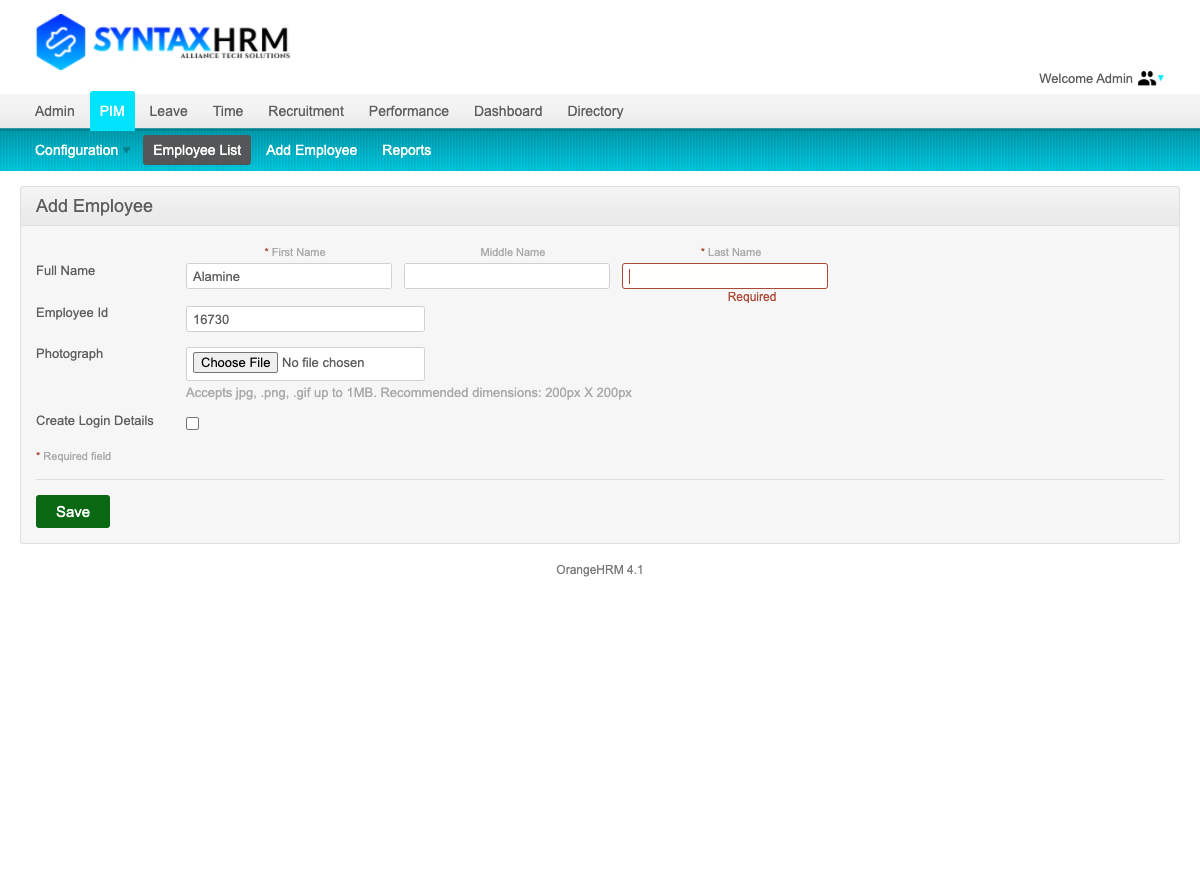 SYNTAXHRM
ALLIANCE TECH SOLUTIONS
Welcome Admin
Admin PIM Leave Time Recruitment Performance Dashboard Directory
Configuration Employee List Add Employee Reports
Add Employee
* First Name Middle Name * Last Name
Full Name Alamine
Required
Employee Id 16730
Photograph Choose File No file chosen
Accepts jpg, .png, .gif up to 1MB. Recommended dimensions: 200px X 200px
Create Login Details
* Required field
Save
OrangeHRM 4.1